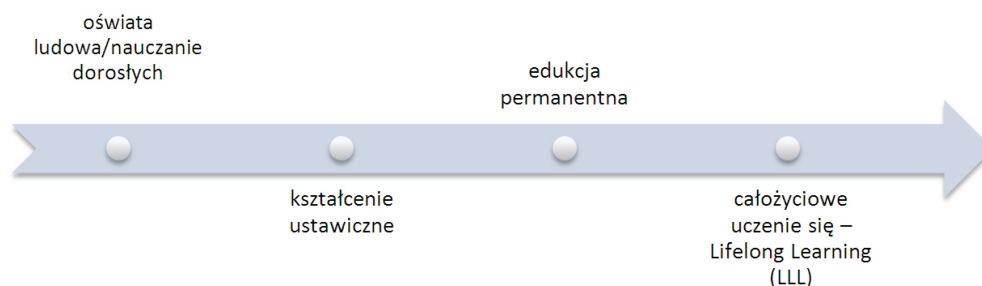 oświata
ludowa/nauczanie
dorosłych
kształcenie
ustawiczne
edukcja
permanentna
całożyciowe
uczenie się –
Lifelong Learning
(LLL)